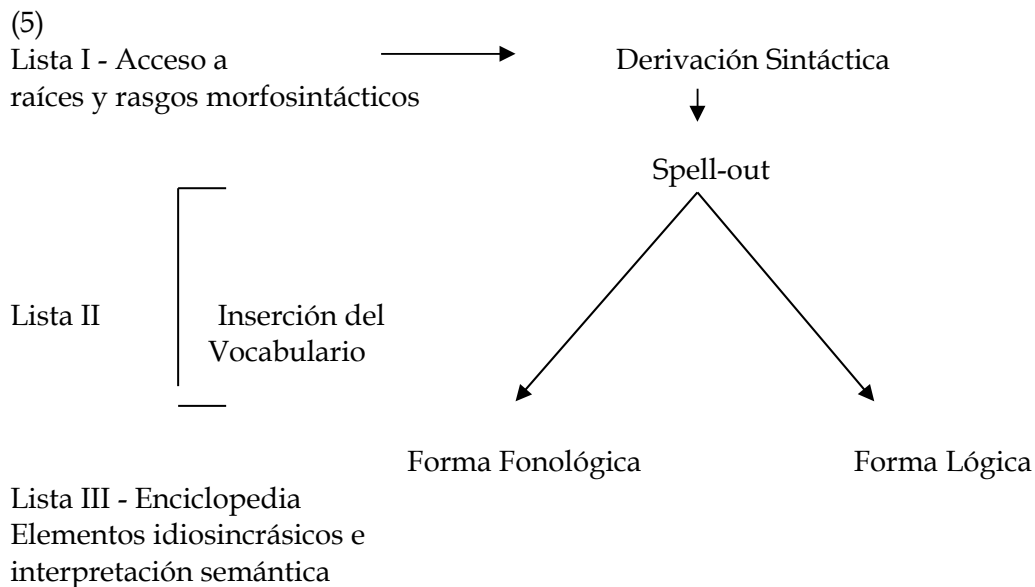 (5)
Lista I - Acceso a
raíces y rasgos morfosintácticos
Derivación Sintáctica
Spell-out
Lista II
Inserción del
Vocabulario
Forma Fonológica
Forma Lógica
Lista III - Enciclopedia
Elementos idiosincrásicos e
interpretación semántica